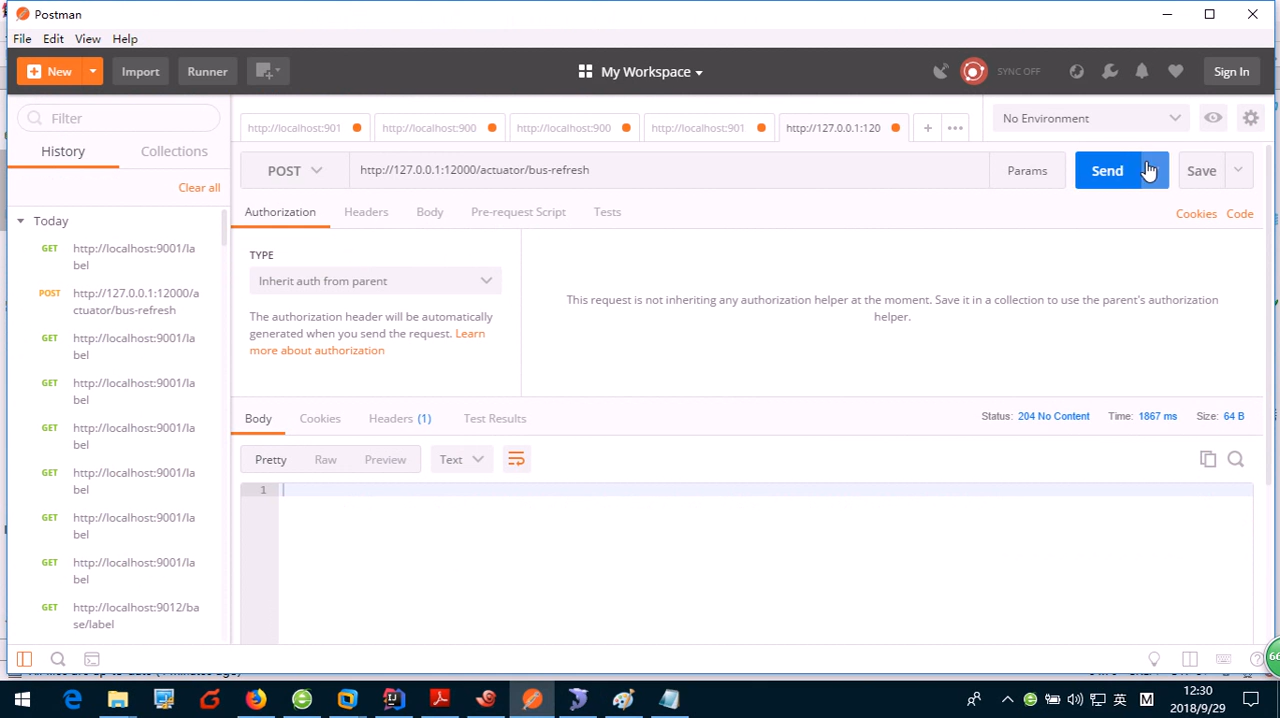 Postman
File Edit View Help
New Import Runner My Workspace SYNC OFF Sign In
Filter
History Collections
Clear all
Today
GET http://localhost:9001/la
bel
POST http://127.0.0.1:12000/a
ctuator/bus-refresh
GET http://localhost:9001/la
bel
GET http://localhost:9001/la
bel
GET http://localhost:9001/la
bel
GET http://localhost:9001/la
bel
GET http://localhost:9001/la
bel
GET http://localhost:9001/la
bel
GET http://localhost:9012/ba
se/label
http://localhost:901 http://localhost:900 http://localhost:900 http://localhost:901 http://127.0.0.1:120
No Environment
POST http://127.0.0.1:12000/actuator/bus-refresh Params Send Save
Authorization Headers Body Pre-request Script Tests Cookies Code
TYPE
Inherit auth from parent
The authorization header will be automatically
generated when you send the request. Learn
more about authorization
This request is not inheriting any authorization helper at the moment. Save it in a collection to use the parent's authorization
helper.
Body Cookies Headers (1) Test Results Status: 204 No Content Time: 1867 ms Size: 64 B
Pretty Raw Preview Text
1
66
英 M
12:30
2018/9/29